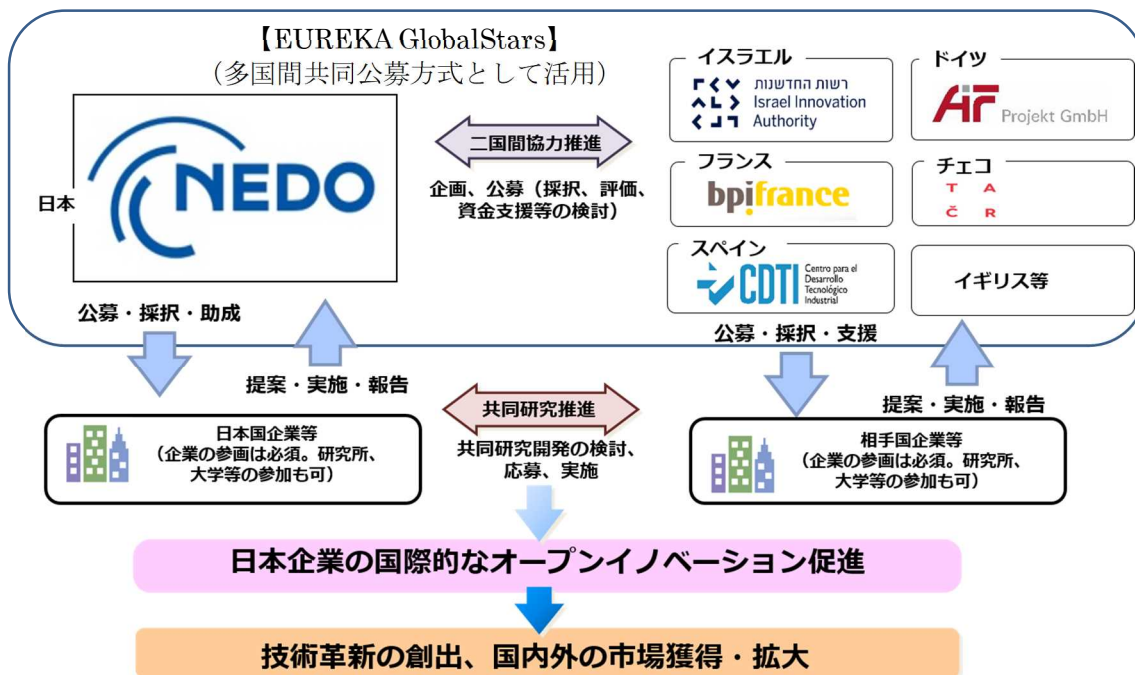 【EUREKA GlobalStars】
（多国間共同公募方式として活用）
日本
NEDO
二国間協力推進
企画、公募（採択、評価、
資金支援等の検討）
イスラエル
רשות החדשנות
Israel Innovation
Authority
ドイツ
AiF Projekt GmbH
フランス
bpifrance
チェコ
T A
Č R
スペイン
CDTI
Centro para el
Desarrollo
Tecnológico
Industrial
イギリス等
公募・採択・助成
提案・実施・報告
公募・採択・支援
提案・実施・報告
日本国企業等
（企業の参画は必須。研究所、
大学等の参加も可）
共同研究推進
共同研究開発の検討、
応募、実施
相手国企業等
（企業の参画は必須。研究所、
大学等の参加も可）
日本企業の国際的なオープンイノベーション促進
技術革新の創出、国内外の市場獲得・拡大